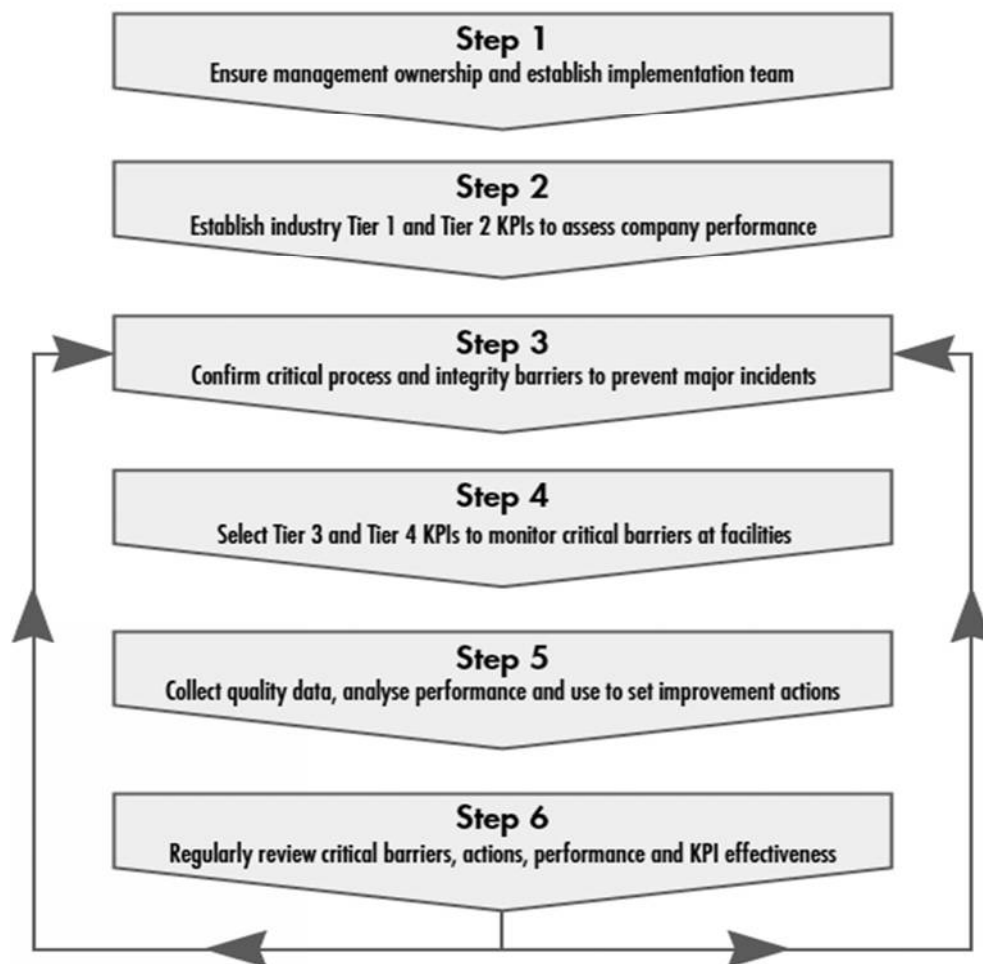 Step 1
Ensure management ownership and establish implementation team
Step 2
Establish industry Tier 1 and Tier 2 KPIs to assess company performance
Step 3
Confirm critical process and integrity barriers to prevent major incidents
Step 4
Select Tier 3 and Tier 4 KPIs to monitor critical barriers at facilities
Step 5
Collect quality data, analyse performance and use to set improvement actions
Step 6
Regularly review critical barriers, actions, performance and KPI effectiveness